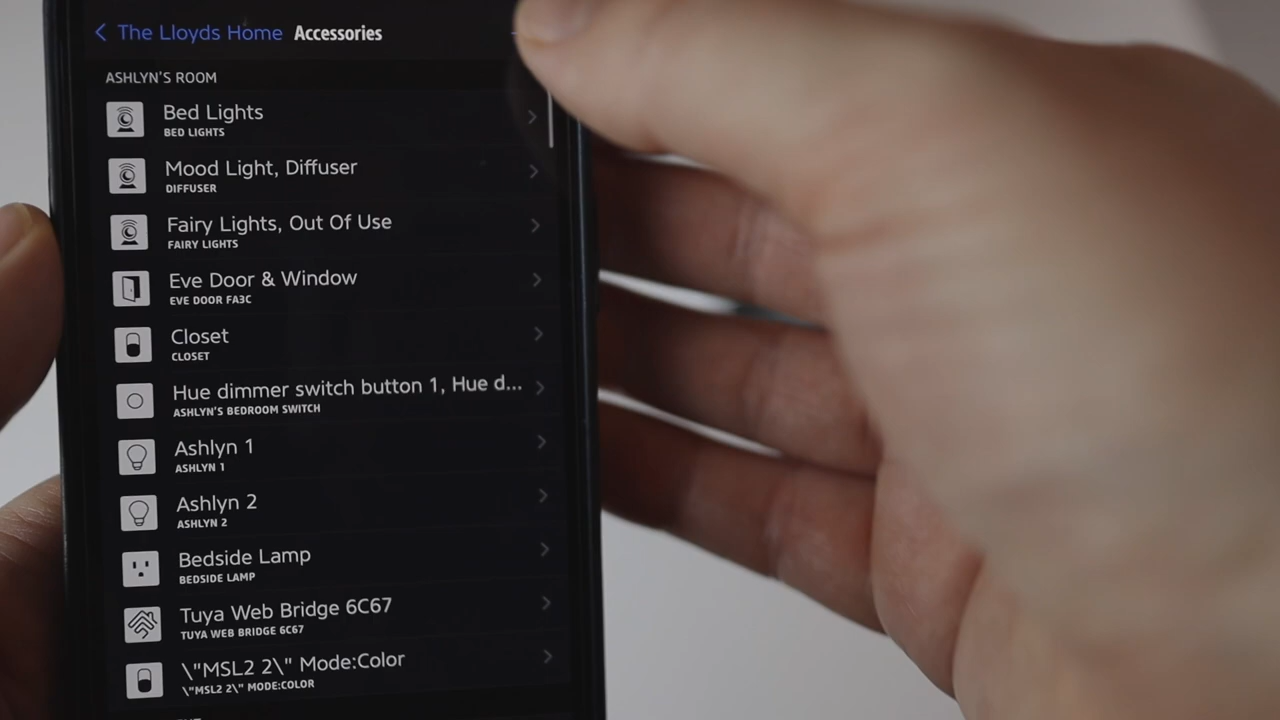 The Lloyds Home Accessories
ASHLYN'S ROOM
Bed Lights
BED LIGHTS
Mood Light, Diffuser
DIFFUSER
Fairy Lights, Out Of Use
FAIRY LIGHTS
Eve Door & Window
EVE DOOR FA3C
Closet
CLOSET
Hue dimmer switch button 1, Hue d...
ASHLYN'S BEDROOM SWITCH
Ashlyn 1
ASHLYN 1
Ashlyn 2
ASHLYN 2
Bedside Lamp
BEDSIDE LAMP
Tuya Web Bridge 6C67
TUYA WEB BRIDGE 6C67
\"MSL2 2\" Mode:Color
\"MSL2 2\" MODE:COLOR